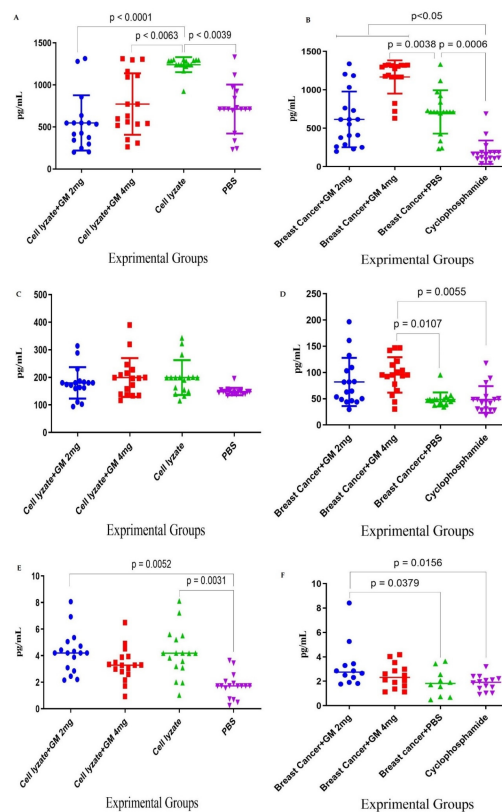 A
p < 0.0001
p < 0.0063
p < 0.0039
1500
1000
500
0
pg/mL
Cell lyzate+GM 2mg
Cell lyzate+GM 4mg
Cell lyzate
PBS
Exprimental Groups
B
p<0.05
p = 0.0038
p = 0.0006
2000
1500
1000
500
0
pg/mL
Breast Cancer+GM 2mg
Breast Cancer+GM 4mg
Breast Cancer+PBS
Cyclophosphamide
Exprimental Groups
C
500
400
300
200
100
0
pg/mL
Cell lyzate+GM 2mg
Cell lyzate+GM 4mg
Cell lyzate
PBS
Exprimental Groups
D
p = 0.0055
p = 0.0107
250
200
150
100
50
0
pg/mL
Breast Cancer+GM 2mg
Breast Cancer+GM 4mg
Breast Cancerc+PBS
Cyclophosphamide
Exprimental Groups
E
p = 0.0052
p = 0.0031
10
8
6
4
2
0
pg/mL
Cell lyzate+GM 2mg
Cell lyzate+GM 4mg
Cell lyzate
PBS
Exprimental Groups
F
p = 0.0156
p = 0.0379
10
8
6
4
2
0
pg/mL
Breast Cancer+GM 2mg
Breast Cancer+GM 4mg
Breast cancer+PBS
Cyclophosphamide
Exprimental Groups